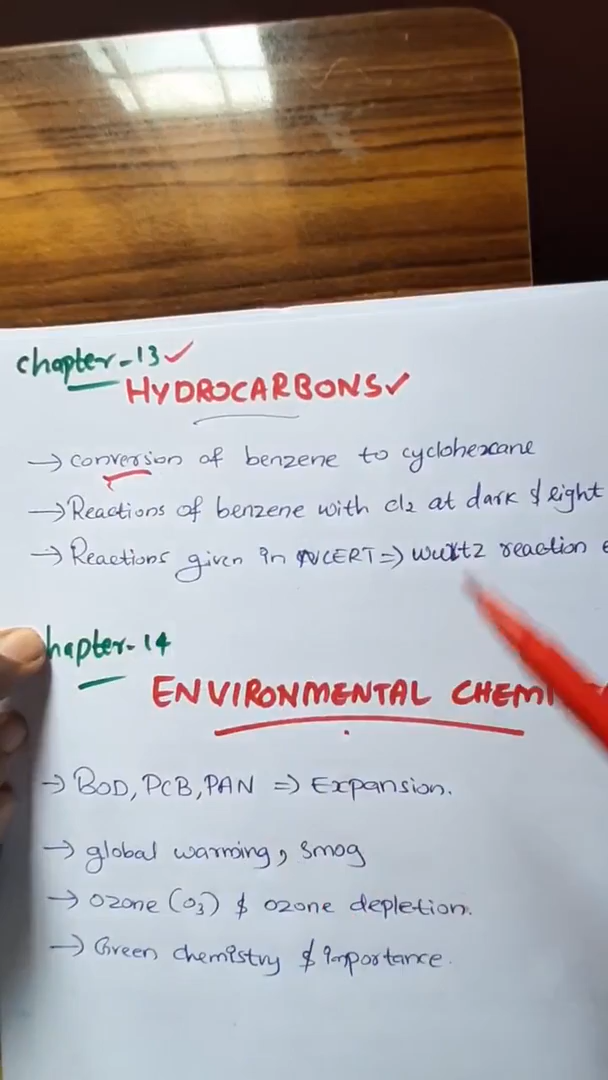 chapter-13 ✓
HYDROCARBONS ✓
→ conversion of benzene to cyclohexane
→ Reactions of benzene with cl2 at dark & light
→ Reactions given in NCERT => wurtz reaction
hapter-14
ENVIRONMENTAL CHEMI
→ BOD, PCB, PAN => Expansion.
→ global warming, smog
→ Ozone (O3) & ozone depletion.
→ Green chemistry & importance.